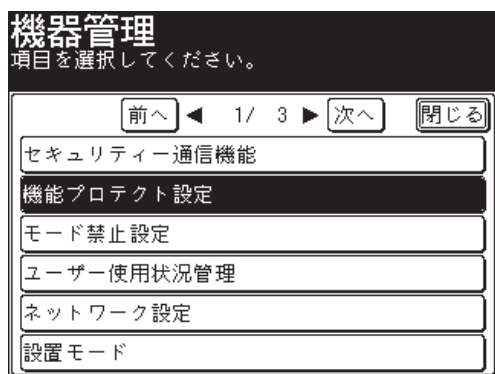 機器管理
項目を選択してください。
前へ ◀ 1/ 3 ▶ 次へ 閉じる
セキュリティー通信機能
機能プロテクト設定
モード禁止設定
ユーザー使用状況管理
ネットワーク設定
設置モード